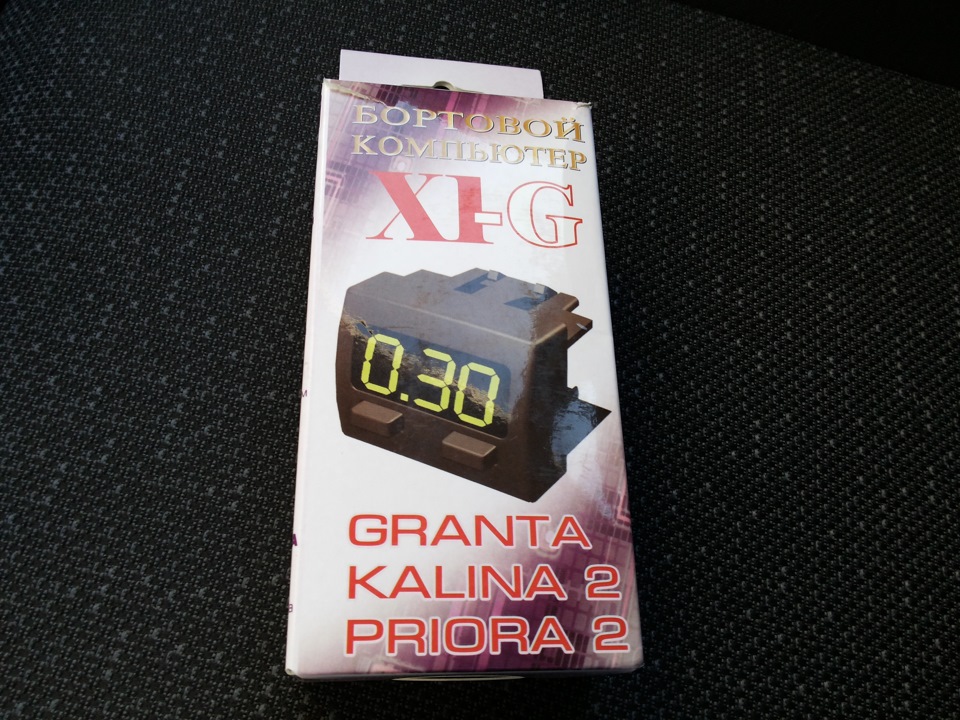 БОРТОВОЙ
КОМПЬЮТЕР
X1-G
0.30
GRANTA
KALINA 2
PRIORA 2